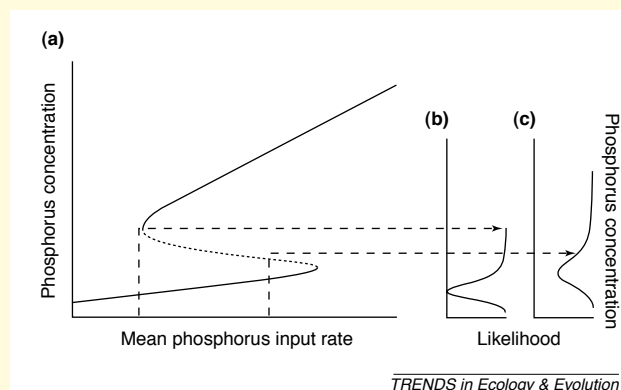 (a)
Phosphorus concentration
Mean phosphorus input rate
(b)
(c)
Likelihood
Phosphorus concentration
TRENDS in Ecology & Evolution